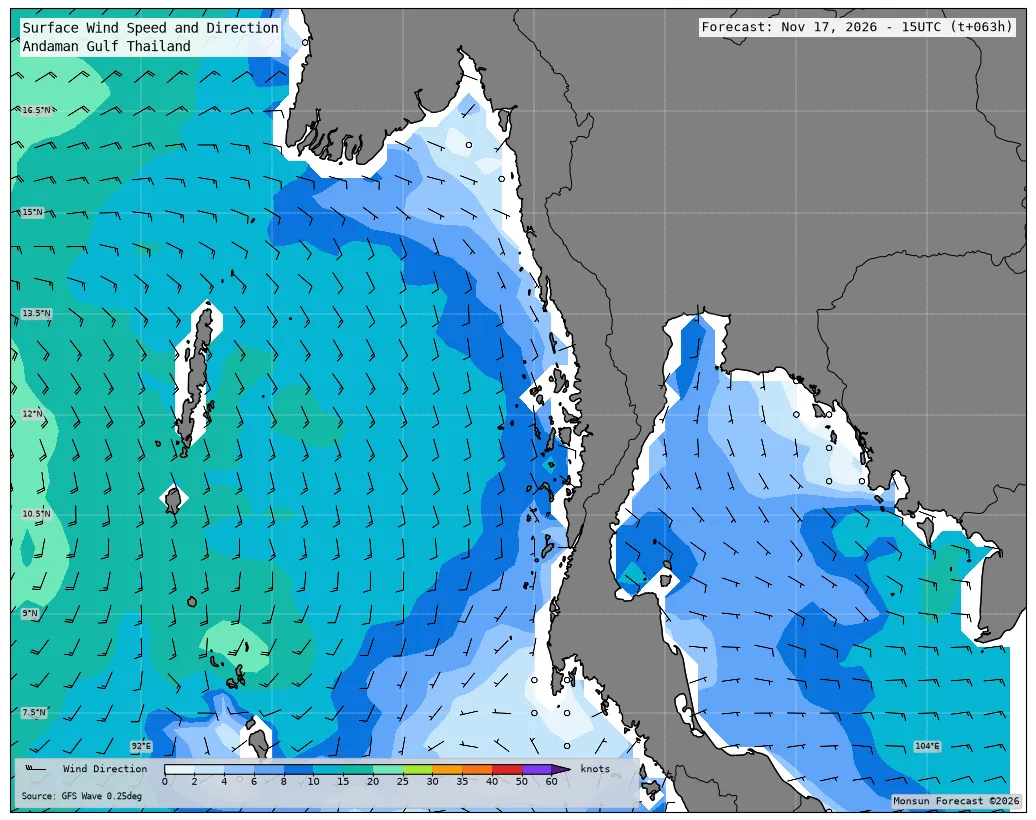 Surface Wind Speed and Direction
Andaman Gulf Thailand
Forecast: Nov 17, 2026 - 15UTC (t+063h)
16.5°N
15°N
13.5°N
12°N
10.5°N
9°N
7.5°N
92°E
104°E
Wind Direction
0 2 4 6 8 10 15 20 25 30 35 40 50 60 knots
Source: GFS Wave 0.25deg
Monsun Forecast ©2026